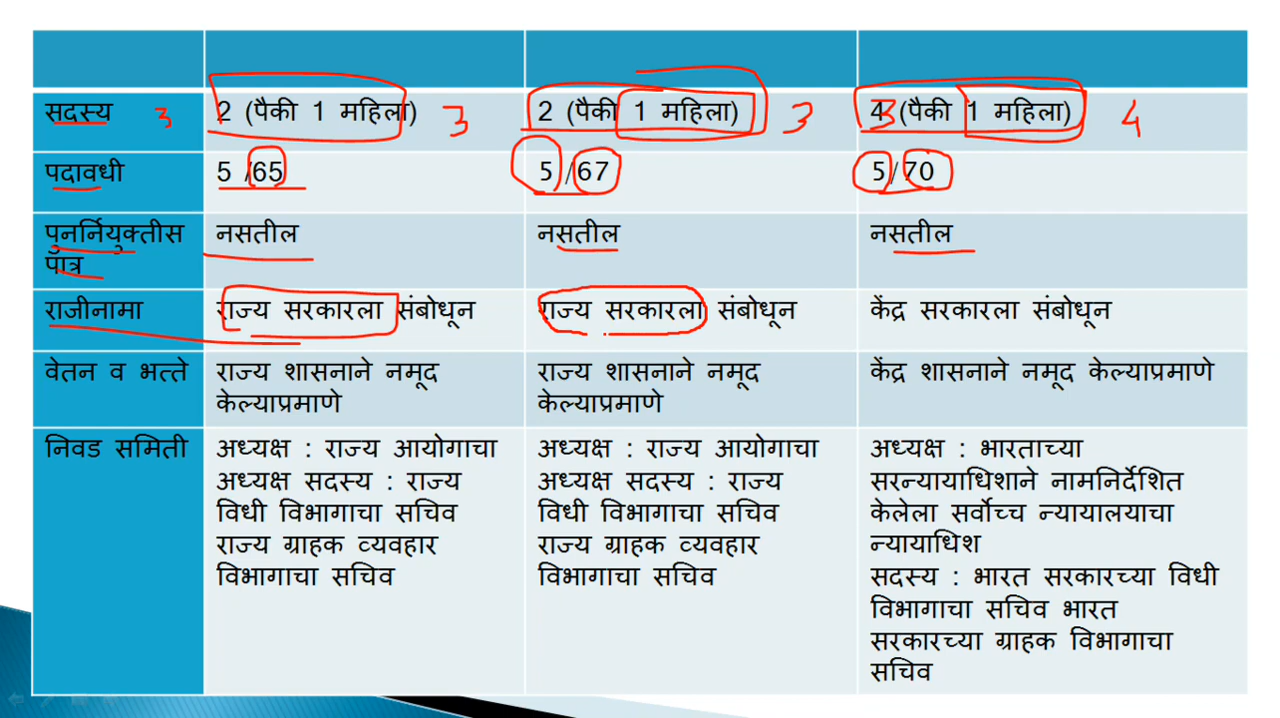 सदस्य 3
2 (पैकी 1 महिला) 3
2 (पैकी 1 महिला) 3
4 (पैकी 1 महिला) 4
पदावधी
5 /65
5 /67
5/70
पुनर्नियुक्तीस
पात्र
नसतील
नसतील
नसतील
राजीनामा
राज्य सरकारला संबोधून
राज्य सरकारला संबोधून
केंद्र सरकारला संबोधून
वेतन व भत्ते
राज्य शासनाने नमूद
केल्याप्रमाणे
राज्य शासनाने नमूद
केल्याप्रमाणे
केंद्र शासनाने नमूद केल्याप्रमाणे
निवड समिती
अध्यक्ष : राज्य आयोगाचा
अध्यक्ष सदस्य : राज्य
विधी विभागाचा सचिव
राज्य ग्राहक व्यवहार
विभागाचा सचिव
अध्यक्ष : राज्य आयोगाचा
अध्यक्ष सदस्य : राज्य
विधी विभागाचा सचिव
राज्य ग्राहक व्यवहार
विभागाचा सचिव
अध्यक्ष : भारताच्या
सरन्यायाधिशाने नामनिर्देशित
केलेला सर्वोच्च न्यायालयाचा
न्यायाधिश
सदस्य : भारत सरकारच्या विधी
विभागाचा सचिव भारत
सरकारच्या ग्राहक विभागाचा
सचिव